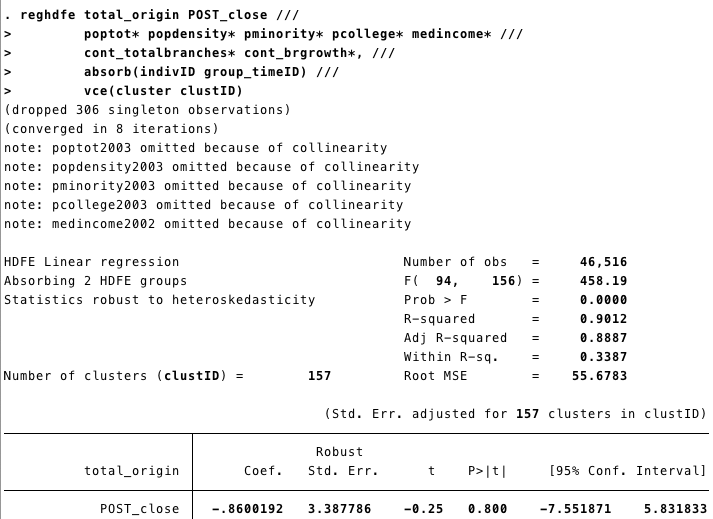 . reghdfe total_origin POST_close ///
> poptot* popdensity* pminority* pcollege* medincome* ///
> cont_totalbranches* cont_brgrowth*, ///
> absorb(indivID group_timeID) ///
> vce(cluster clustID)
(dropped 306 singleton observations)
(converged in 8 iterations)
note: poptot2003 omitted because of collinearity
note: popdensity2003 omitted because of collinearity
note: pminority2003 omitted because of collinearity
note: pcollege2003 omitted because of collinearity
note: medincome2002 omitted because of collinearity
HDFE Linear regression Number of obs = 46,516
Absorbing 2 HDFE groups F( 94, 156) = 458.19
Statistics robust to heteroskedasticity Prob > F = 0.0000
R-squared = 0.9012
Adj R-squared = 0.8887
Within R-sq. = 0.3387
Number of clusters (clustID) = 157 Root MSE = 55.6783
(Std. Err. adjusted for 157 clusters in clustID)
Robust
total_origin Coef. Std. Err. t P>|t| [95% Conf. Interval]
POST_close -.8600192 3.387786 -0.25 0.800 -7.551871 5.831833